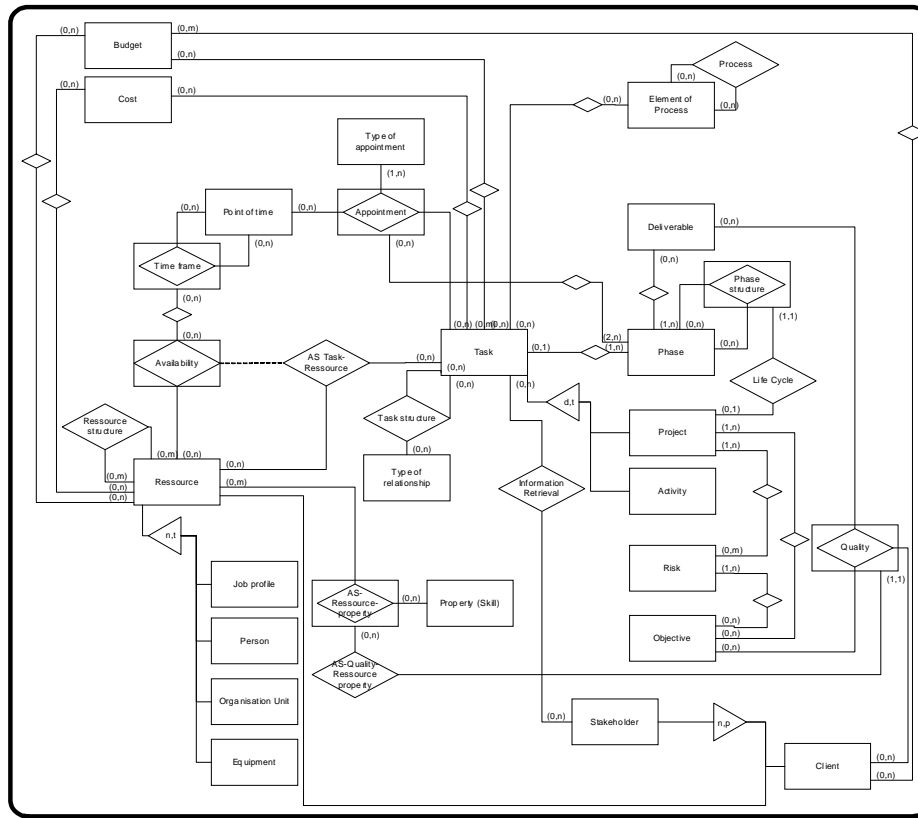 (0,n)
(0,m)
Budget
(0,n)
Process
(0,n)
(0,n)
(0,n)
Cost
(0,n)
Element of
Process
(0,n)
Type of
appointment
(1,n)
(0,n)
Point of time
(0,n)
Appointment
(0,n)
(0,n)
Deliverable
(0,n)
Time frame
(0,n)
(0,n)
Phase
structure
(1,1)
(0,n)
(0,n)
(0,m)
(0,n)
(0,n)
(1,n)
(0,n)
(2,n)
(1,n)
Availability
AS Task-
Ressource
(0,n)
Task
(0,1)
Phase
(0,n)
(0,n)
(0,n)
(0,n)
Life Cycle
d,t
Ressource
structure
Task structure
(0,1)
(1,n)
(1,n)
Project
(0,n)
(0,m)
(0,n)
(0,n)
(0,m)
Type of
relationship
(0,m)
(0,n)
(0,n)
Ressource
Information
Retrieval
Activity
n,t
Quality
(0,m)
(1,n)
Risk
(1,1)
Job profile
AS-
Ressource-
property
(0,n)
Property (Skill)
(0,n)
Person
(0,n)
(0,n)
(0,n)
Objective
AS-Quality-
Ressource
property
Organisation Unit
(0,n)
Stakeholder
n,p
Equipment
Client
(0,n)
(0,n)